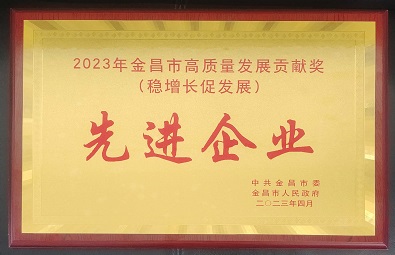 2023年金昌市高质量发展贡献奖
（稳增长促发展）
先进企业
中共金昌市委
金昌市人民政府
二〇二三年四月